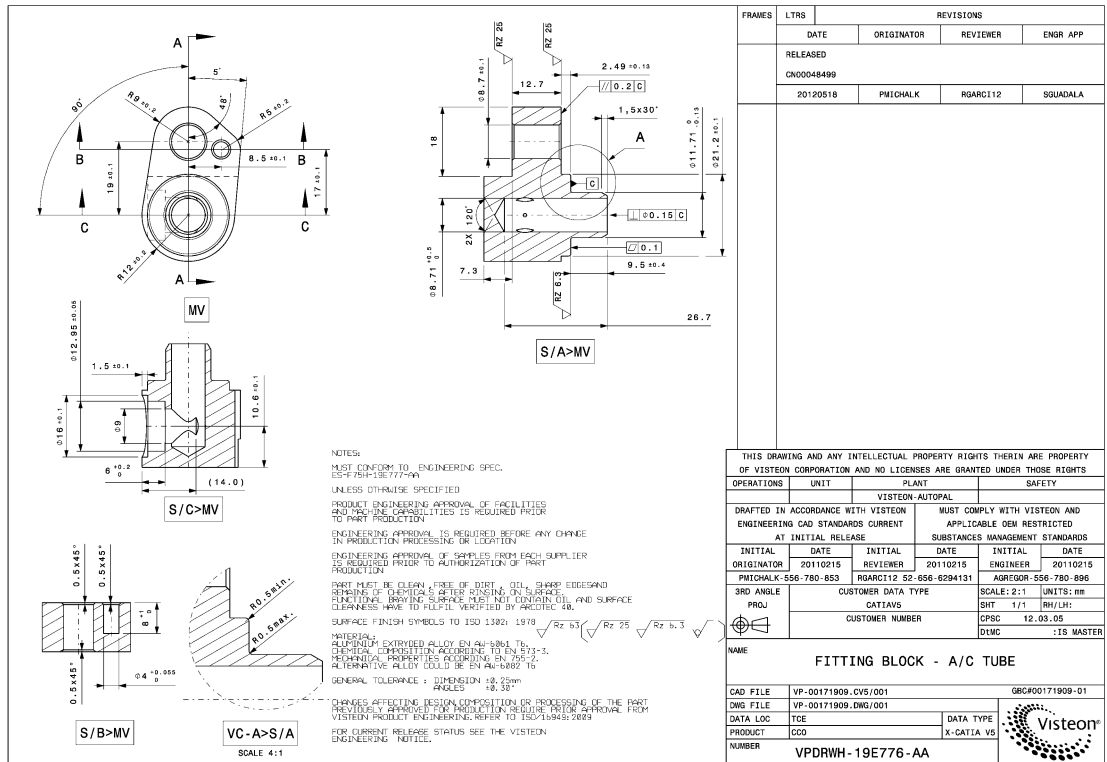 FRAMES LTRS REVISIONS
DATE ORIGINATOR REVIEWER ENGR APP
RELEASED
CN00048499
20120518 PMICHALK RGARCI12 SGUADALA
A
5°
90°
R9 ±0.2
48°
R5 ±0.2
B
B
8.5 ±0.1
19 ±0.1
17 ±0.1
C
C
R12 ±0.2
A
MV
RZ 25
RZ 25
2.49 ±0.13
12.7
Φ8.7 ±0.1
// 0.2 C
1,5x30°
18
A
Φ11.71 0 -0.13
Φ21.2 ±0.1
C
2X 120°
⊥ Φ0.15 C
0.1
Φ8.71 +0.5 0
7.3
RZ 6.3
9.5 ±0.4
26.7
S/A>MV
Φ12.95 ±0.05
1.5 ±0.1
Φ16 ±0.1
Φ9
10.6 ±0.1
6 +0.2 0
(14.0)
S/C>MV
0.5x45°
0.5x45°
8 +1 0
0.5x45°
Φ4 +0.055 0
S/B>MV
R0.5min.
R0.5max.
VC-A>S/A
SCALE 4:1
NOTES:
MUST CONFORM TO ENGINEERING SPEC.
ES-F75H-19E777-AA
UNLESS OTHRWISE SPECIFIED
PRODUCT ENGINEERING APPROVAL OF FACILITIES
AND MACHINE CAPABILITIES IS REQUIRED PRIOR
TO PART PRODUCTION
ENGINEERING APPROVAL IS REQUIRED BEFORE ANY CHANGE
IN PRODUCTION PROCESSING OR LOCATION
ENGINEERING APPROVAL OF SAMPLES FROM EACH SUPPLIER
IS REQUIRED PRIOR TO AUTHORIZATION OF PART
PRODUCTION
PART MUST BE CLEAN ,FREE OF DIRT , OIL, SHARP EDGESAND
REMAINS OF CHEMICALS AFTER RINSING ON SURFACE.
FUNCTIONAL BRAYING SURFACE MUST NOT CONTAIN OIL AND SURFACE
CLEANNESS HAVE TO FULFIL VERIFIED BY ARCOTEC 40.
SURFACE FINISH SYMBOLS TO ISO 1302: 1978 Rz 63 ( Rz 25 Rz 6.3 )
MATERIAL:
ALUMINIUM EXTRYDED ALLOY EN AW-6061 T6.
CHEMICAL COMPOSITION ACCORDING TO EN 573-3.
MECHANICAL PROPERTIES ACCORDING EN 755-2.
ALTERNATIVE ALLOY COULD BE EN AW-6082 T6
GENERAL TOLERANCE : DIMENSION ±0.25mm
ANGLES ±0.30°
CHANGES AFFECTING DESIGN,COMPOSITION OR PROCESSING OF THE PART
PREVIOUSLY APPROVED FOR PRODUCTION REQUIRE PRIOR APPROVAL FROM
VISTEON PRODUCT ENGINEERING.REFER TO ISO/16949:2009
FOR CURRENT RELEASE STATUS SEE THE VISTEON
ENGINEERING NOTICE.
THIS DRAWING AND ANY INTELLECTUAL PROPERTY RIGHTS THERIN ARE PROPERTY
OF VISTEON CORPORATION AND NO LICENSES ARE GRANTED UNDER THOSE RIGHTS
OPERATIONS UNIT PLANT SAFETY
VISTEON-AUTOPAL
DRAFTED IN ACCORDANCE WITH VISTEON
ENGINEERING CAD STANDARDS CURRENT
AT INITIAL RELEASE
MUST COMPLY WITH VISTEON AND
APPLICABLE OEM RESTRICTED
SUBSTANCES MANAGEMENT STANDARDS
INITIAL DATE INITIAL DATE INITIAL DATE
ORIGINATOR 20110215 REVIEWER 20110215 ENGINEER 20110215
PMICHALK-556-780-853 RGARCI12 52-656-6294131 AGREGOR-556-780-896
3RD ANGLE
PROJ
CUSTOMER DATA TYPE
CATIAV5
SCALE: 2:1 UNITS: mm
SHT 1/1 RH/LH:
CUSTOMER NUMBER
CPSC 12.03.05
DtMC :IS MASTER
NAME
FITTING BLOCK - A/C TUBE
CAD FILE VP-00171909.CV5/001 GBC#00171909-01
DWG FILE VP-00171909.DWG/001
DATA LOC TCE DATA TYPE
PRODUCT CCO X-CATIA V5
Visteon®
NUMBER
VPDRWH-19E776-AA